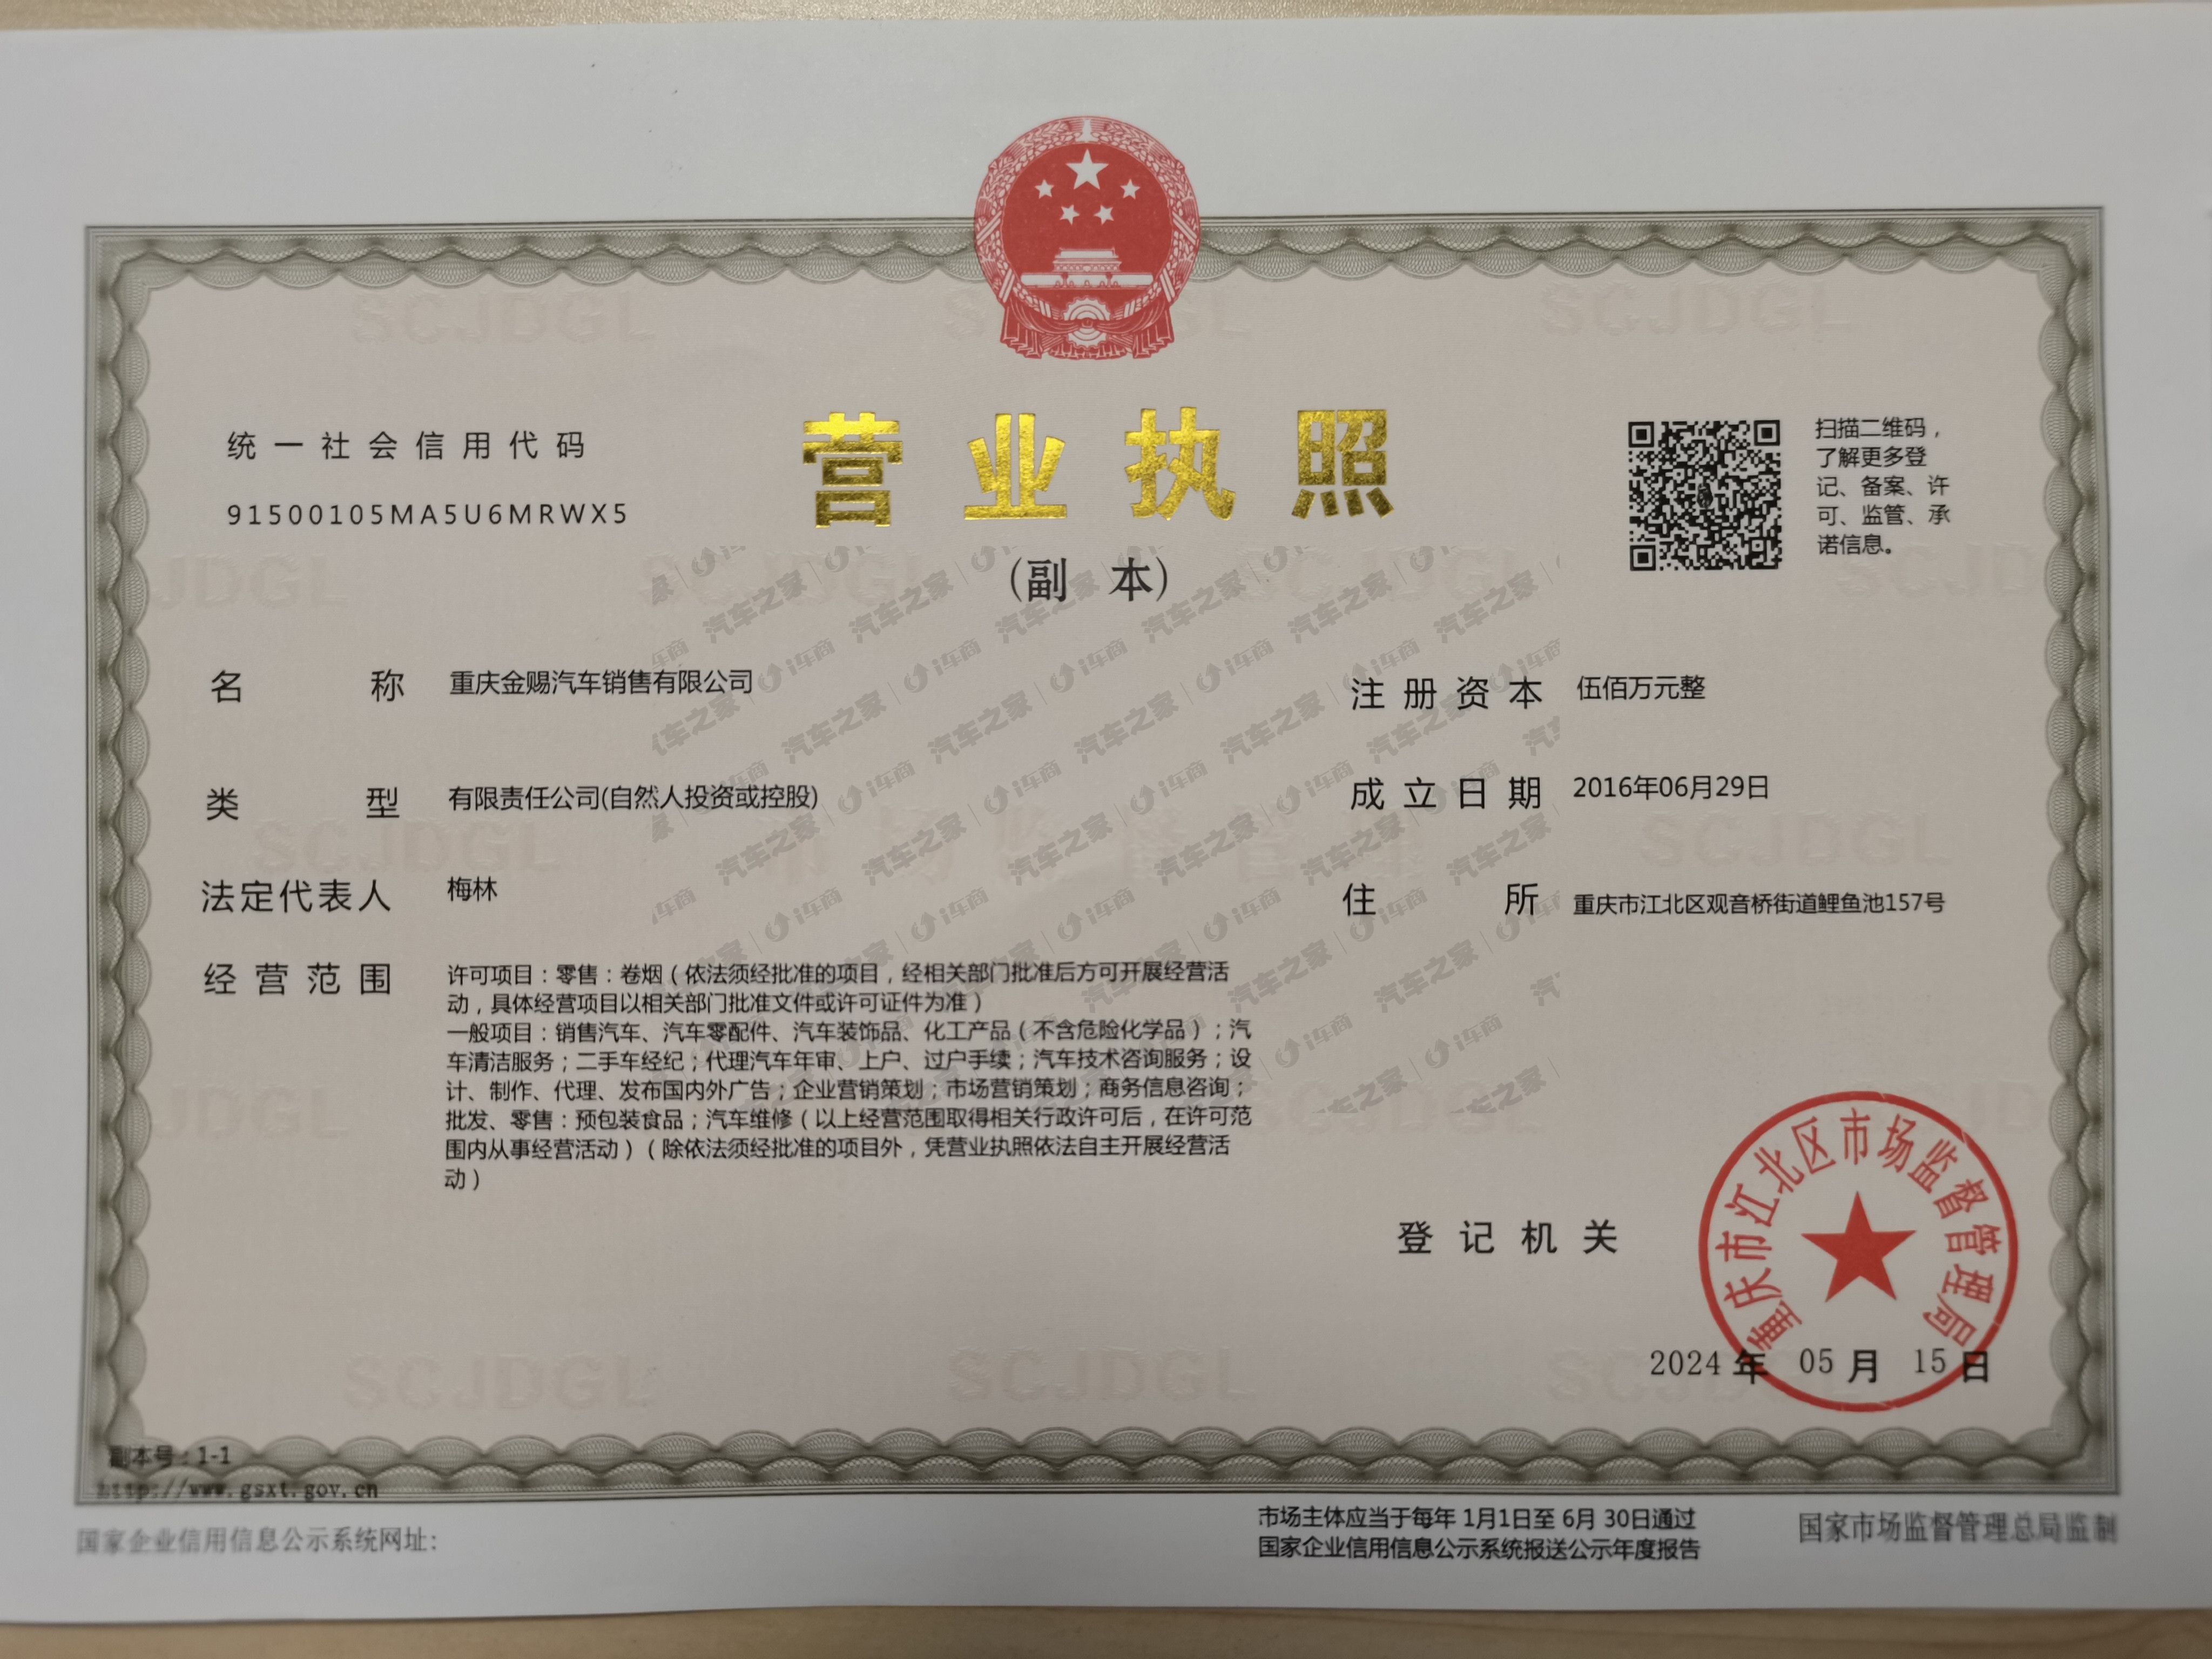 营业执照
(副 本)
统一社会信用代码
91500105MA5U6MRWX5
扫描二维码，
了解更多登
记、备案、许
可、监管、承
诺信息。
名 称 重庆金赐汽车销售有限公司
类 型 有限责任公司(自然人投资或控股)
法定代表人 梅林
经营范围
许可项目：零售：卷烟（依法须经批准的项目，经相关部门批准后方可开展经营活
动，具体经营项目以相关部门批准文件或许可证件为准）
一般项目：销售汽车、汽车零配件、汽车装饰品、化工产品（不含危险化学品）；汽
车清洁服务；二手车经纪；代理汽车年审、上户、过户手续；汽车技术咨询服务；设
计、制作、代理、发布国内外广告；企业营销策划；市场营销策划；商务信息咨询；
批发、零售：预包装食品；汽车维修（以上经营范围取得相关行政许可后，在许可范
围内从事经营活动）（除依法须经批准的项目外，凭营业执照依法自主开展经营活
动）
注册资本 伍佰万元整
成立日期 2016年06月29日
住 所 重庆市江北区观音桥街道鲤鱼池157号
登记机关
重庆市江北区市场监督管理局
2024 年 05 月 15 日
副本号：1-1
http://www.gsxt.gov.cn
国家企业信用信息公示系统网址：
市场主体应当于每年 1月1日至 6月 30日通过
国家企业信用信息公示系统报送公示年度报告
国家市场监督管理总局监制
SCJDGL
汽车之家 | i车商